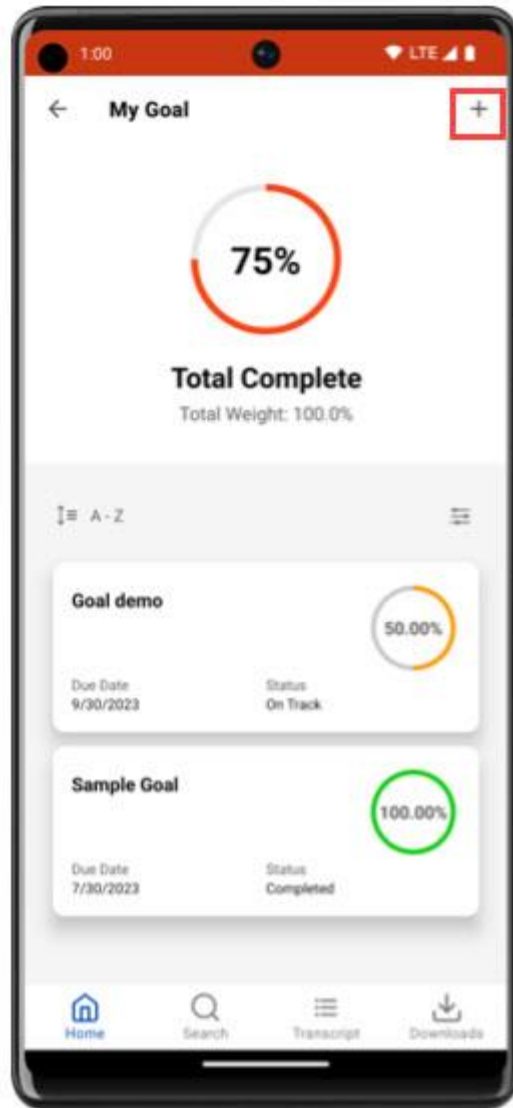 1:00 LTE
My Goal
75%
Total Complete
Total Weight: 100.0%
A - Z
Goal demo
50.00%
Due Date Status
9/30/2023 On Track
Sample Goal
100.00%
Due Date Status
7/30/2023 Completed
Home Search Transcript Downloads